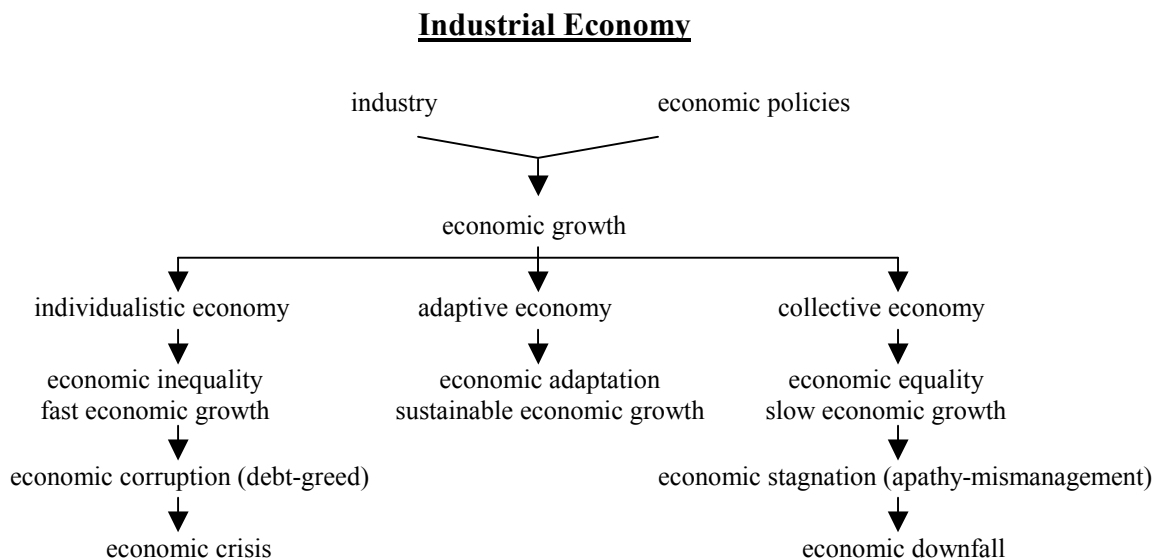 Industrial Economy
industry economic policies
economic growth
individualistic economy adaptive economy collective economy
economic inequality economic adaptation economic equality
fast economic growth sustainable economic growth slow economic growth
economic corruption (debt-greed) economic stagnation (apathy-mismanagement)
economic crisis economic downfall